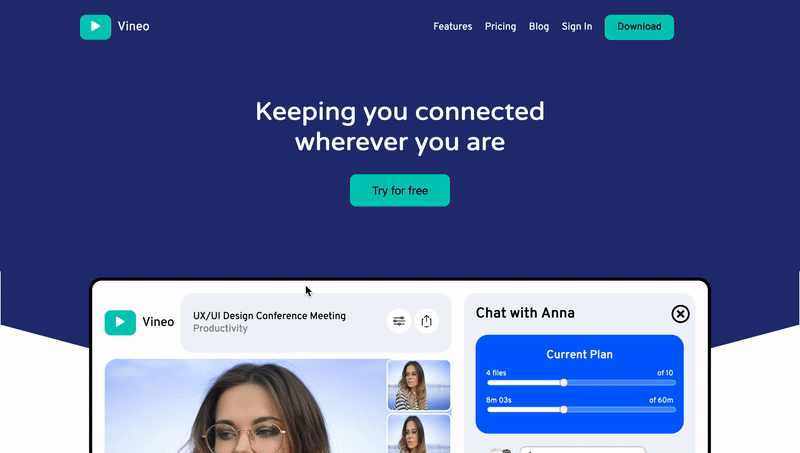 Vineo
Features Pricing Blog Sign In Download
Keeping you connected
wherever you are
Try for free
Vineo
UX/UI Design Conference Meeting
Productivity
Chat with Anna
Current Plan
4 files of 10
8m 03s of 60m